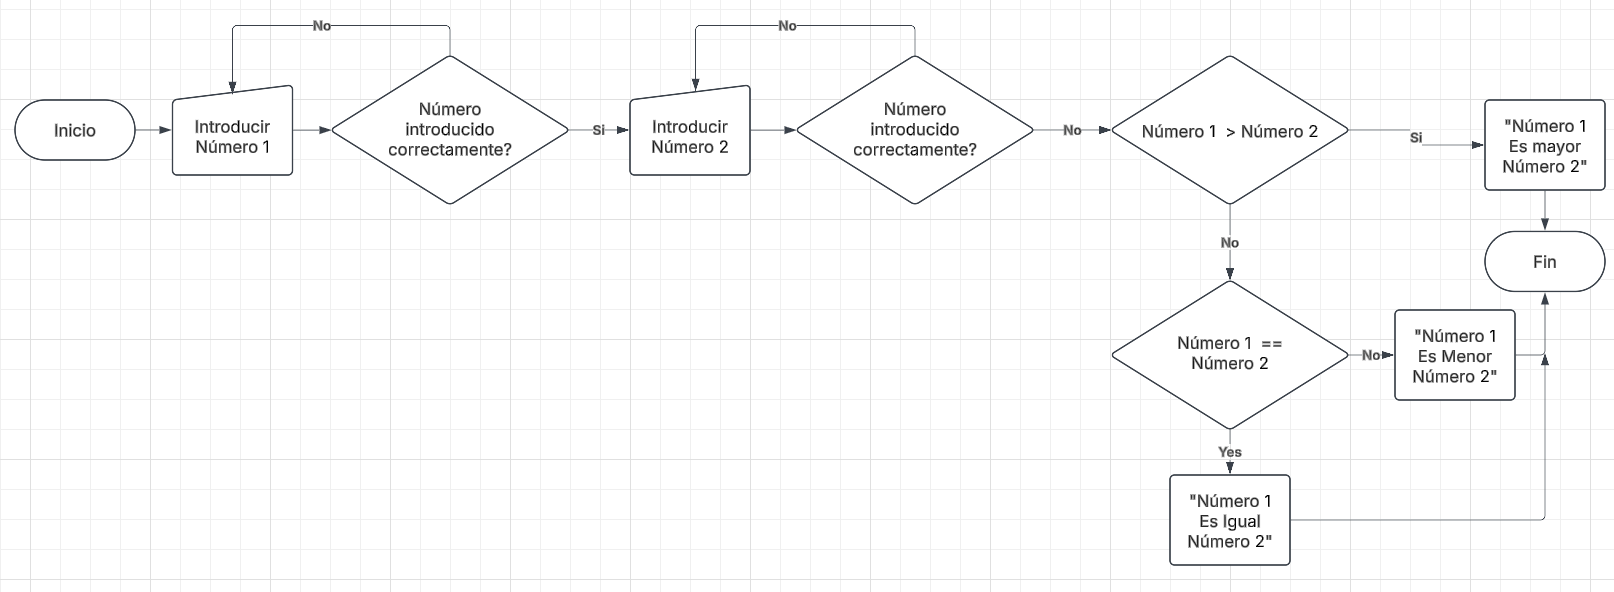 No
No
Inicio
Introducir
Número 1
Número
introducido
correctamente?
Si
Introducir
Número 2
Número
introducido
correctamente?
No
Número 1 > Número 2
Si
"Número 1
Es mayor
Número 2"
No
Fin
Número 1 ==
Número 2
No
"Número 1
Es Menor
Número 2"
Yes
"Número 1
Es Igual
Número 2"